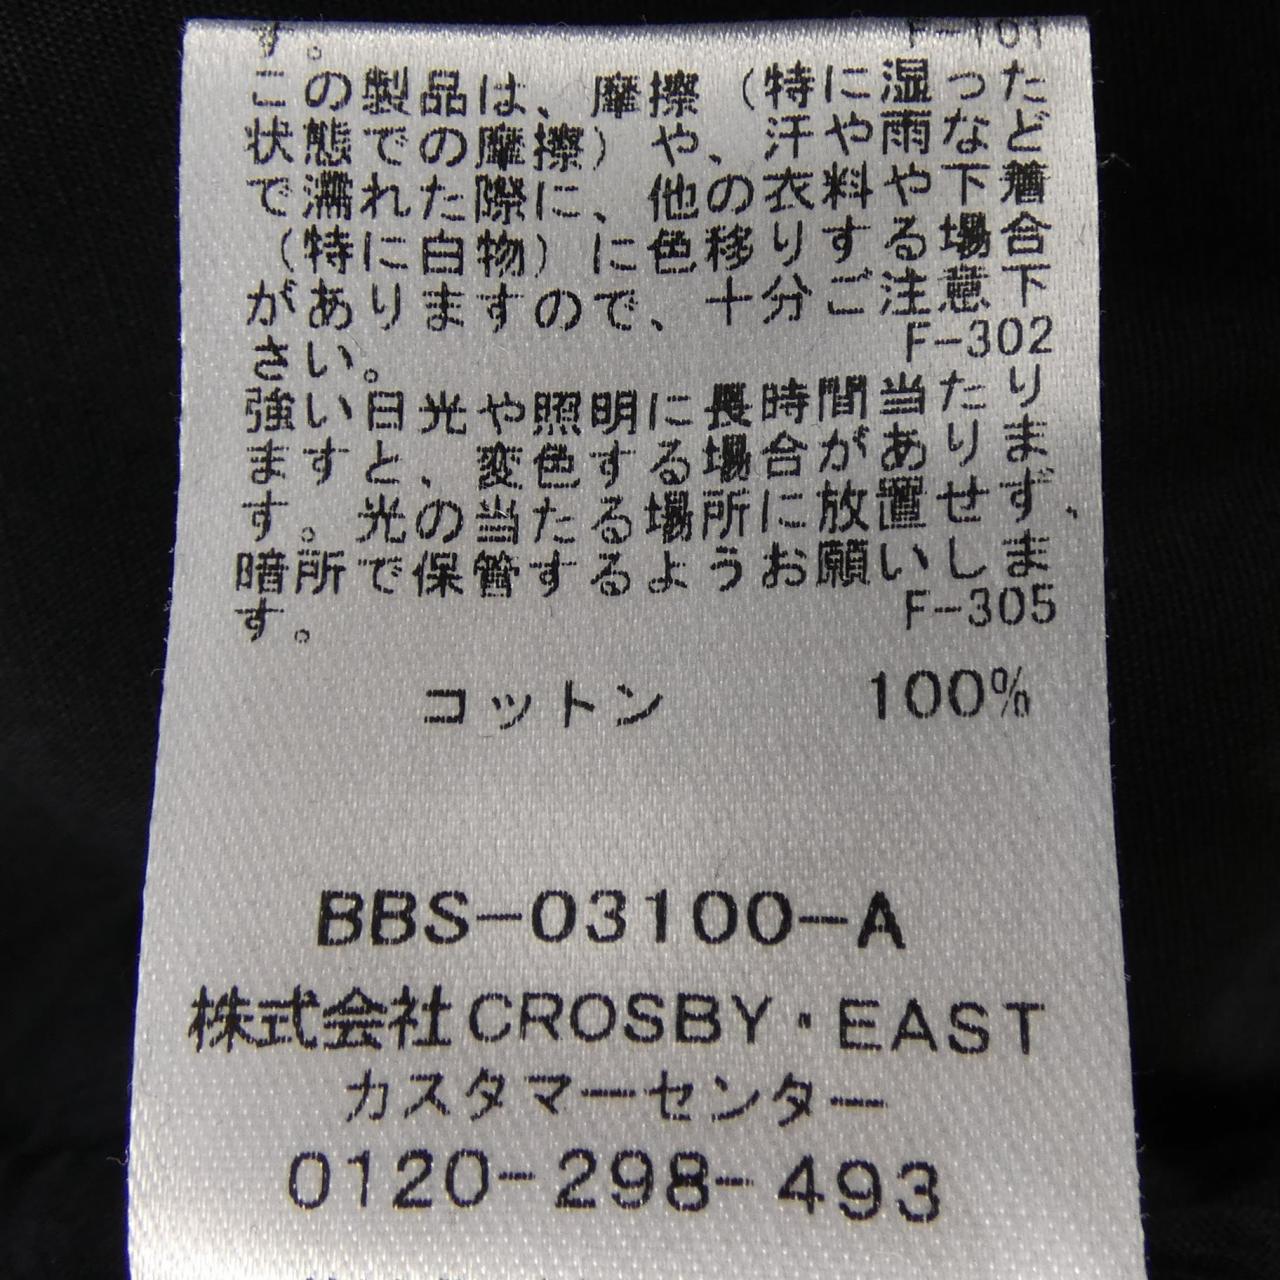 す。 F-101
この製品は、摩擦(特に湿った
状態での摩擦)や、汗や雨など
で濡れた際に、他の衣料や下着
(特に白物)に色移りする場合
がありますので、十分ご注意下
さい。 F-302
強い日光や照明に長時間当たり
ますと、変色する場合がありま
す。光の当たる場所に放置せず、
暗所で保管するようお願いしま
す。 F-305
コットン 100%
BBS-03100-A
株式会社CROSBY・EAST
カスタマーセンター
0120-298-493